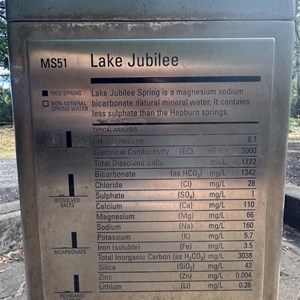 MS51 Lake Jubilee
THIS SPRING
NON-MINERAL
SPRING WATER
Lake Jubilee Spring is a magnesium sodium
bicarbonate natural mineral water. It contains
less sulphate than the Hepburn springs.
TYPICAL ANALYSIS
6.1
Electrical Conductivity (EC) 2000
Total Dissolved Salts mg/L 1772
Bicarbonate (as HCO₃) mg/L 1342
Chloride (Cl) mg/L 28
Sulphate (SO₄) mg/L 1
Calcium (Ca) mg/L 110
Magnesium (Mg) mg/L 66
Sodium (Na) mg/L 160
Potassium (K) mg/L 5.7
Iron (soluble) (Fe) mg/L 3.5
Total Inorganic Carbon (as H₂CO₃) mg/L 3038
Silica (SiO₂) mg/L 43
Zinc (Zn) mg/L 0.004
Lithium (Li) mg/L 0.26
DISSOLVED
SALTS
BICARBONATE
INORGANIC